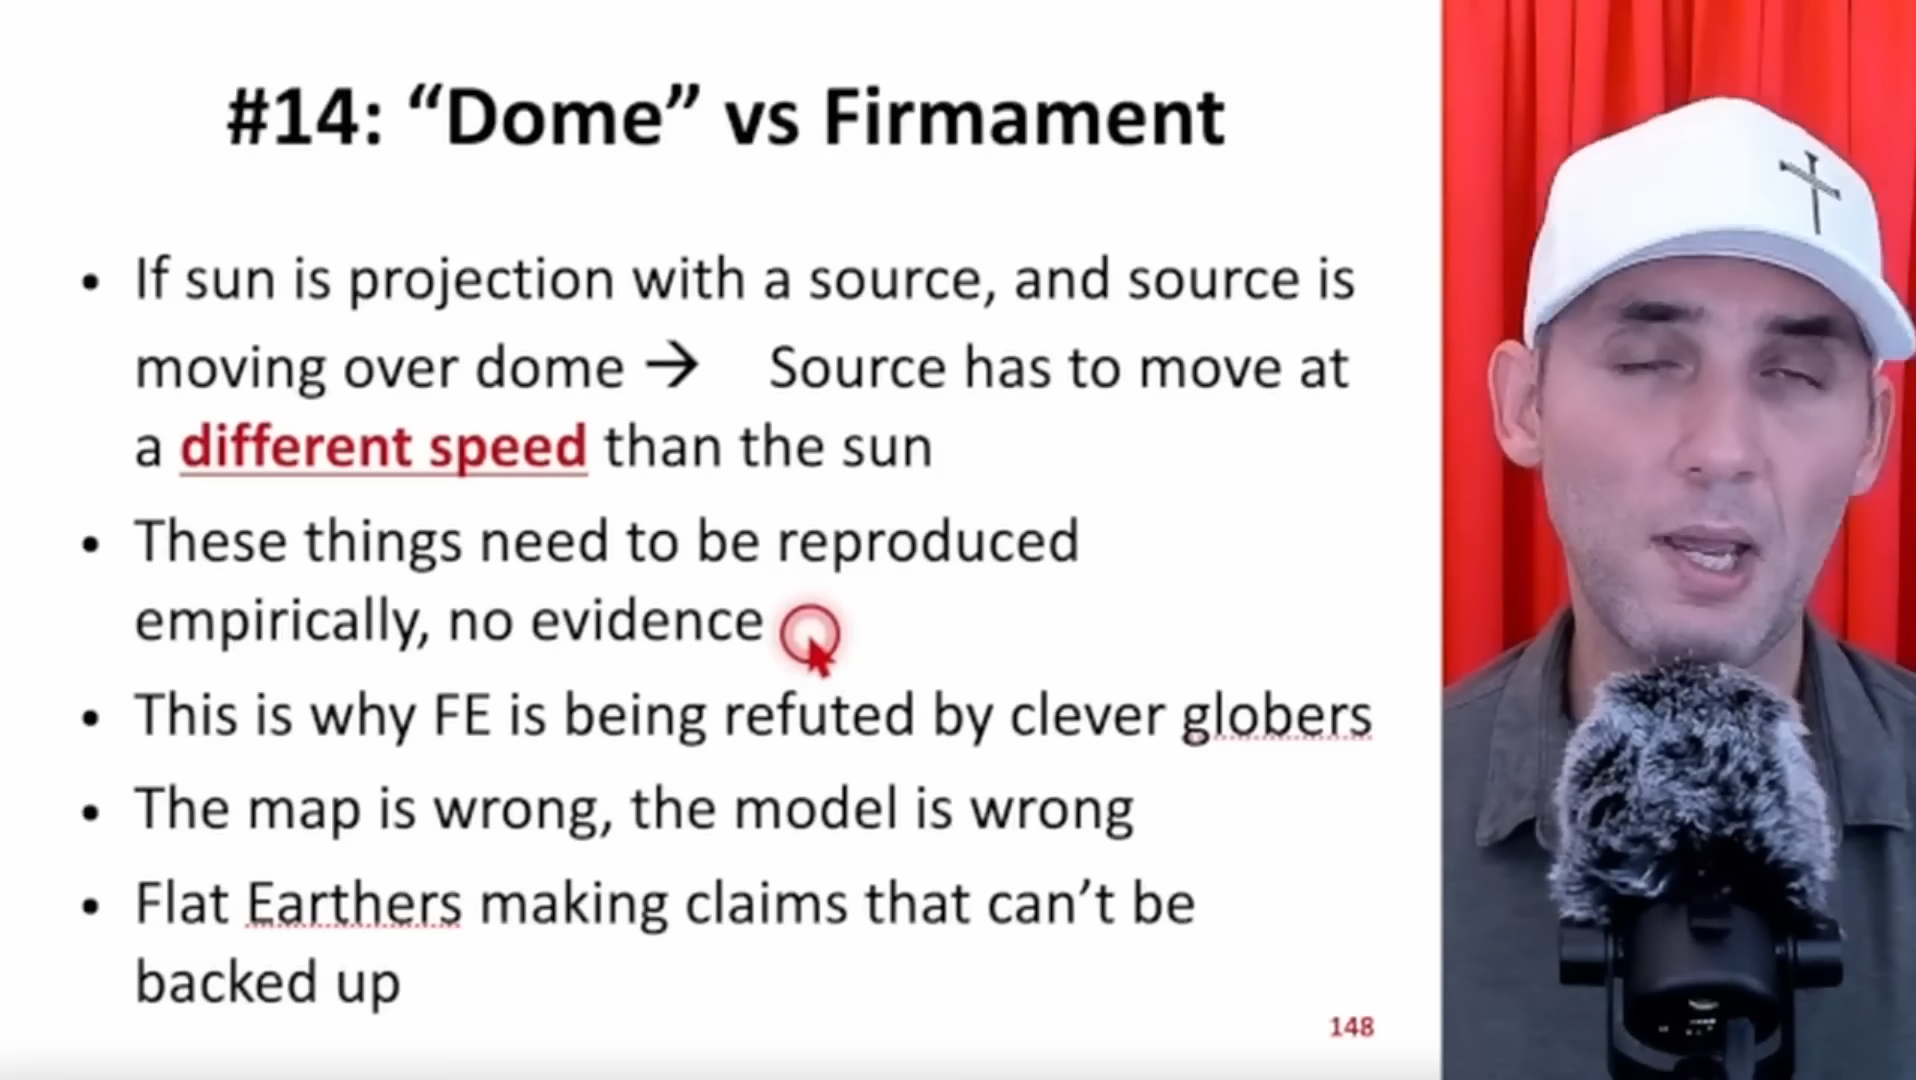 #14: “Dome” vs Firmament
• If sun is projection with a source, and source is
moving over dome → Source has to move at
a different speed than the sun
• These things need to be reproduced
empirically, no evidence
• This is why FE is being refuted by clever globers
• The map is wrong, the model is wrong
• Flat Earthers making claims that can’t be
backed up
148